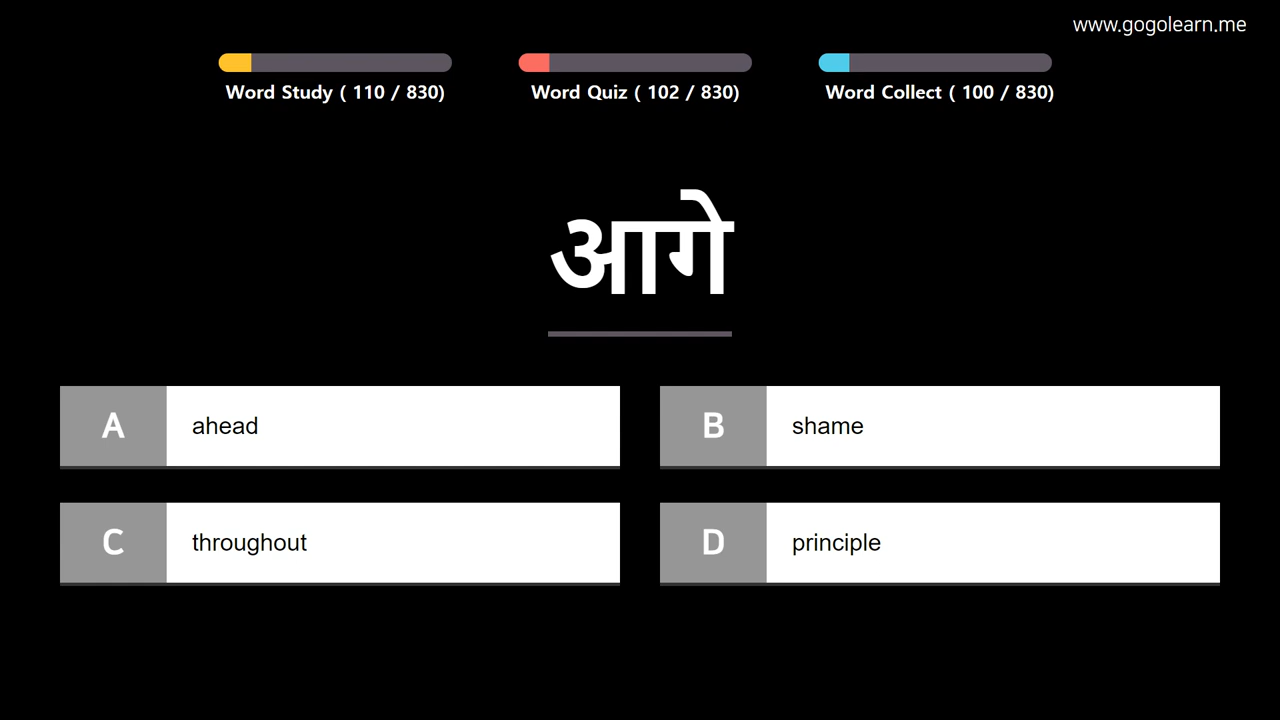 www.gogolearn.me
Word Study ( 110 / 830)
Word Quiz ( 102 / 830)
Word Collect ( 100 / 830)
आगे
A ahead
B shame
C throughout
D principle